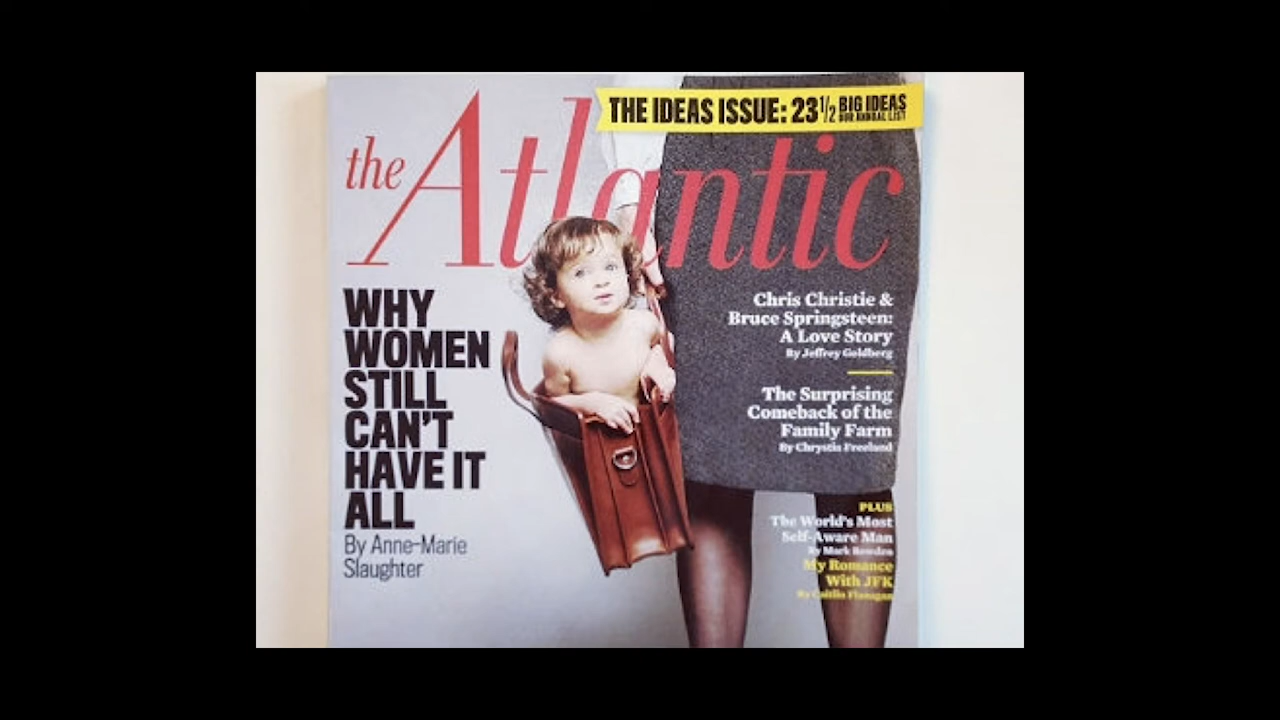 THE IDEAS ISSUE: 23 1/2 BIG IDEAS
OUR ANNUAL LIST
the Atlantic
WHY
WOMEN
STILL
CAN'T
HAVE IT
ALL
By Anne-Marie
Slaughter
Chris Christie &
Bruce Springsteen:
A Love Story
By Jeffrey Goldberg
The Surprising
Comeback of the
Family Farm
By Chrystia Freeland
PLUS
The World's Most
Self-Aware Man
By Mark Bowden
My Romance
With JFK
By Caitlin Flanagan